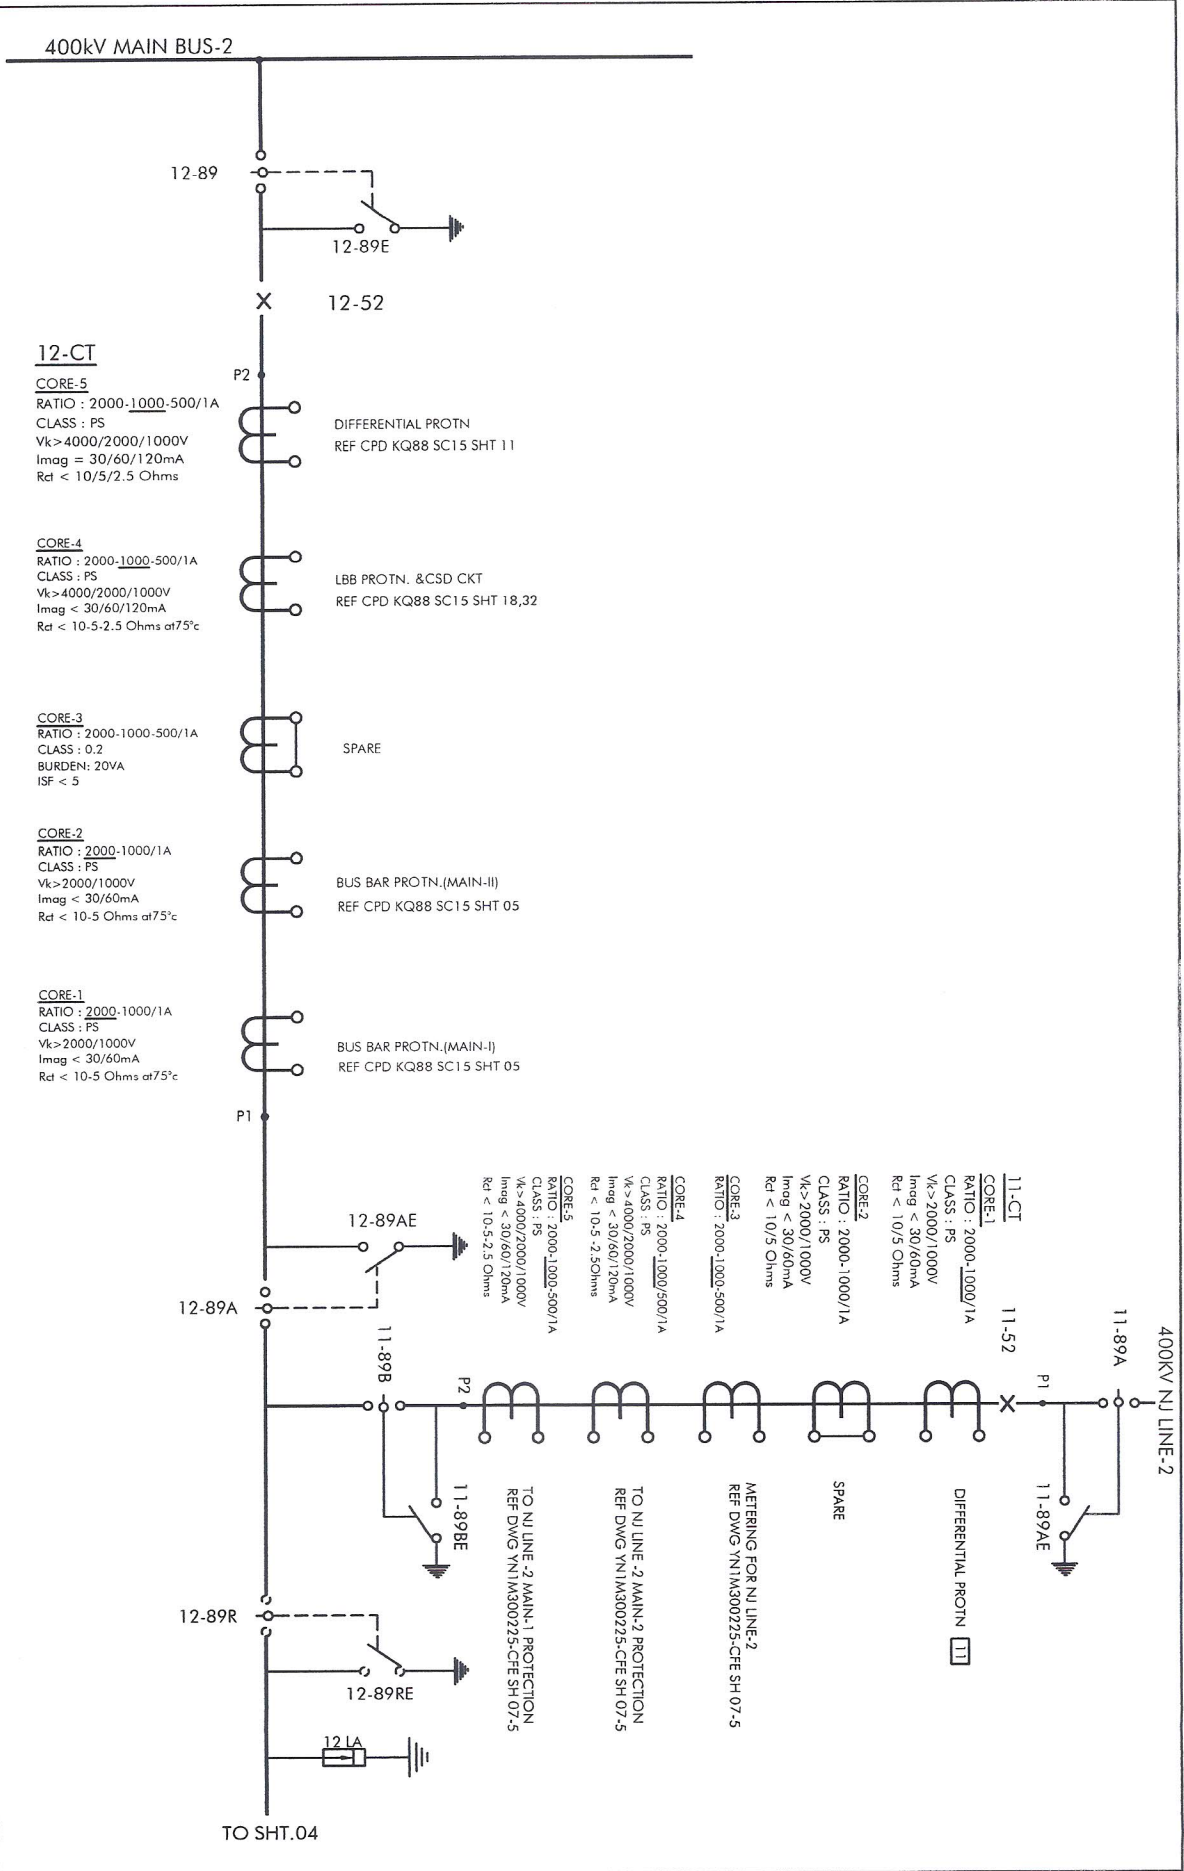 400kV MAIN BUS-2
12-89
12-89E
12-52
12-CT
P2
CORE-5
RATIO : 2000-1000-500/1A
CLASS : PS
Vk>4000/2000/1000V
Imag = 30/60/120mA
Rct < 10/5/2.5 Ohms
DIFFERENTIAL PROTN
REF CPD KQ88 SC15 SHT 11
CORE-4
RATIO : 2000-1000-500/1A
CLASS : PS
Vk>4000/2000/1000V
Imag < 30/60/120mA
Rct < 10-5-2.5 Ohms at75°c
LBB PROTN. &CSD CKT
REF CPD KQ88 SC15 SHT 18,32
CORE-3
RATIO : 2000-1000-500/1A
CLASS : 0.2
BURDEN: 20VA
ISF < 5
SPARE
CORE-2
RATIO : 2000-1000/1A
CLASS : PS
Vk>2000/1000V
Imag < 30/60mA
Rct < 10-5 Ohms at75°c
BUS BAR PROTN.(MAIN-II)
REF CPD KQ88 SC15 SHT 05
CORE-1
RATIO : 2000-1000/1A
CLASS : PS
Vk>2000/1000V
Imag < 30/60mA
Rct < 10-5 Ohms at75°c
BUS BAR PROTN.(MAIN-I)
REF CPD KQ88 SC15 SHT 05
P1
12-89AE
12-89A
400KV NJ LINE-2
11-89A
11-89AE
P1
11-52
11-CT
CORE-1
RATIO : 2000-1000/1A
CLASS : PS
Vk>2000/1000V
Imag < 30/60mA
Rct < 10/5 Ohms
DIFFERENTIAL PROTN 11
CORE-2
RATIO : 2000-1000/1A
CLASS : PS
Vk>2000/1000V
Imag < 30/60mA
Rct < 10/5 Ohms
SPARE
CORE-3
RATIO : 2000-1000-500/1A
METERING FOR NJ LINE-2
REF DWG YN1M300225-CFE SH 07-5
CORE-4
RATIO : 2000-1000/500/1A
CLASS : PS
Vk>4000/2000/1000V
Imag < 30/60/120mA
Rct < 10-5 -2.5Ohms
TO NJ LINE -2 MAIN-2 PROTECTION
REF DWG YN1M300225-CFE SH 07-5
CORE-5
RATIO : 2000-1000-500/1A
CLASS : PS
Vk>4000/2000/1000V
Imag < 30/60/120mA
Rct < 10-5-2.5 Ohms
TO NJ LINE -2 MAIN-1 PROTECTION
REF DWG YN1M300225-CFE SH 07-5
P2
11-89B
11-89BE
12-89R
12-89RE
12 LA
TO SHT.04